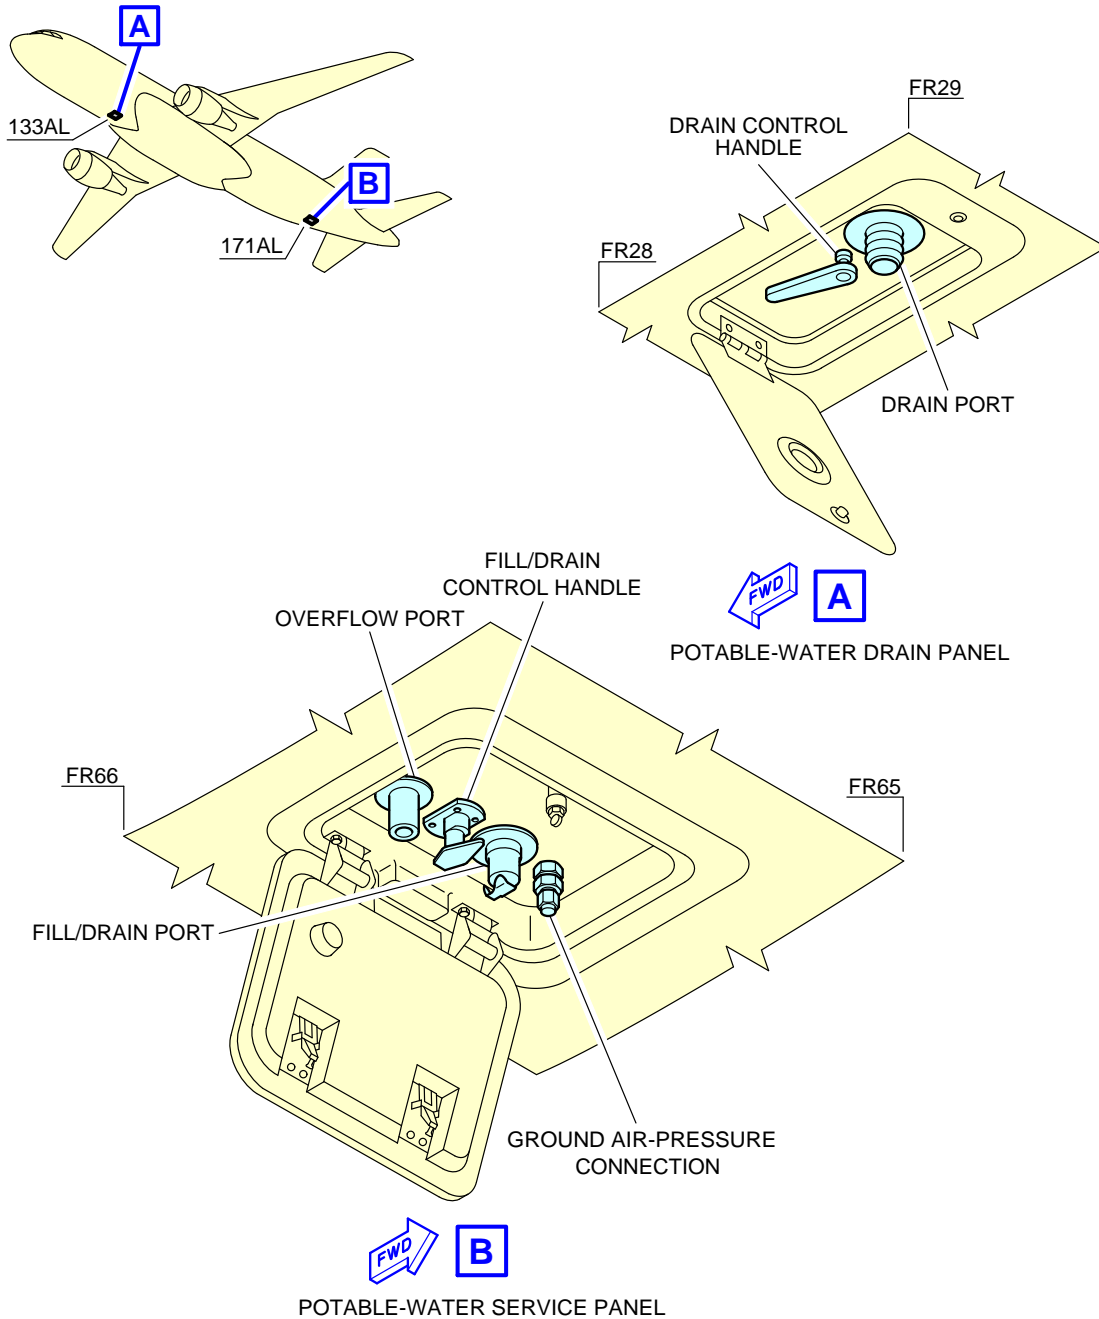 A
133AL
B
171AL
FR29
DRAIN CONTROL
HANDLE
FR28
DRAIN PORT
FWD
A
POTABLE-WATER DRAIN PANEL
FILL/DRAIN
CONTROL HANDLE
OVERFLOW PORT
FR66
FR65
FILL/DRAIN PORT
GROUND AIR-PRESSURE
CONNECTION
FWD
B
POTABLE-WATER SERVICE PANEL